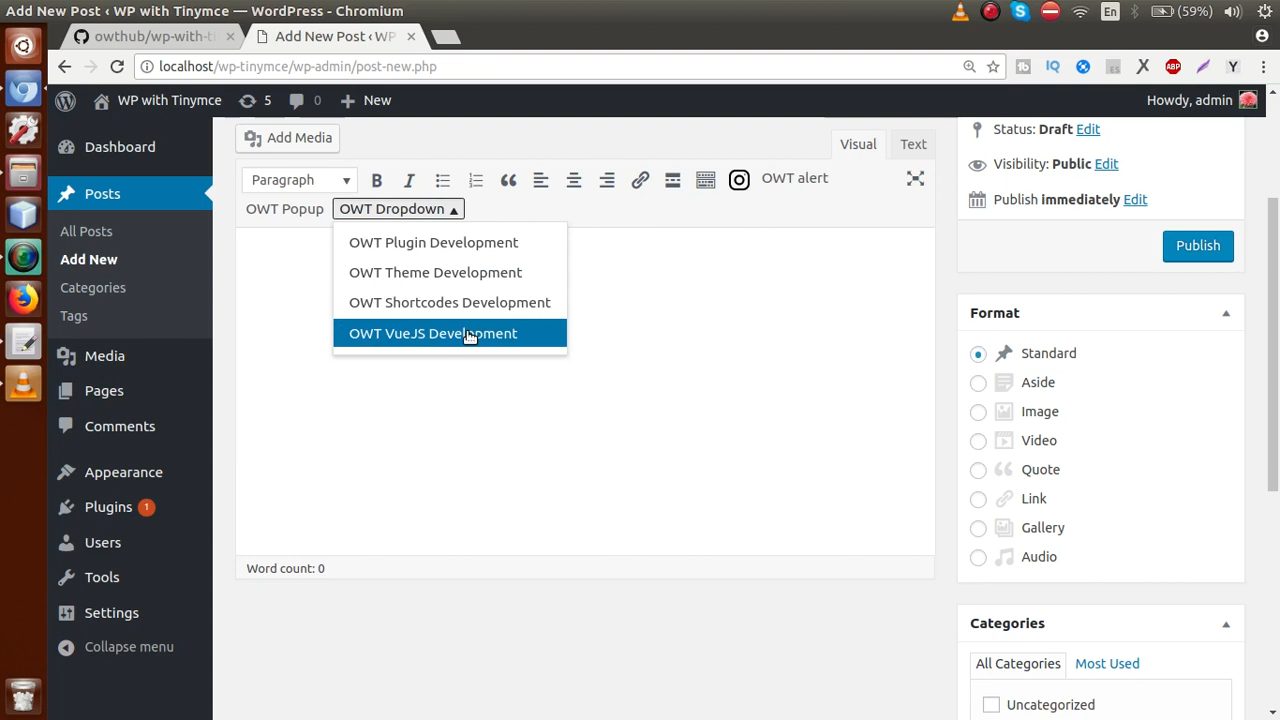 Add New Post ‹ WP with Tinymce — WordPress - Chromium
En
(59%)
owthub/wp-with-ti
Add New Post ‹ WP
localhost/wp-tinymce/wp-admin/post-new.php
IQ
ES
ABP
WP with Tinymce
5
0
New
Howdy, admin
Dashboard
Posts
All Posts
Add New
Categories
Tags
Media
Pages
Comments
Appearance
Plugins 1
Users
Tools
Settings
Collapse menu
Add Media
Visual
Text
Paragraph
OWT alert
OWT Popup
OWT Dropdown
OWT Plugin Development
OWT Theme Development
OWT Shortcodes Development
OWT VueJS Development
Word count: 0
Status: Draft Edit
Visibility: Public Edit
Publish immediately Edit
Publish
Format
Standard
Aside
Image
Video
Quote
Link
Gallery
Audio
Categories
All Categories
Most Used
Uncategorized